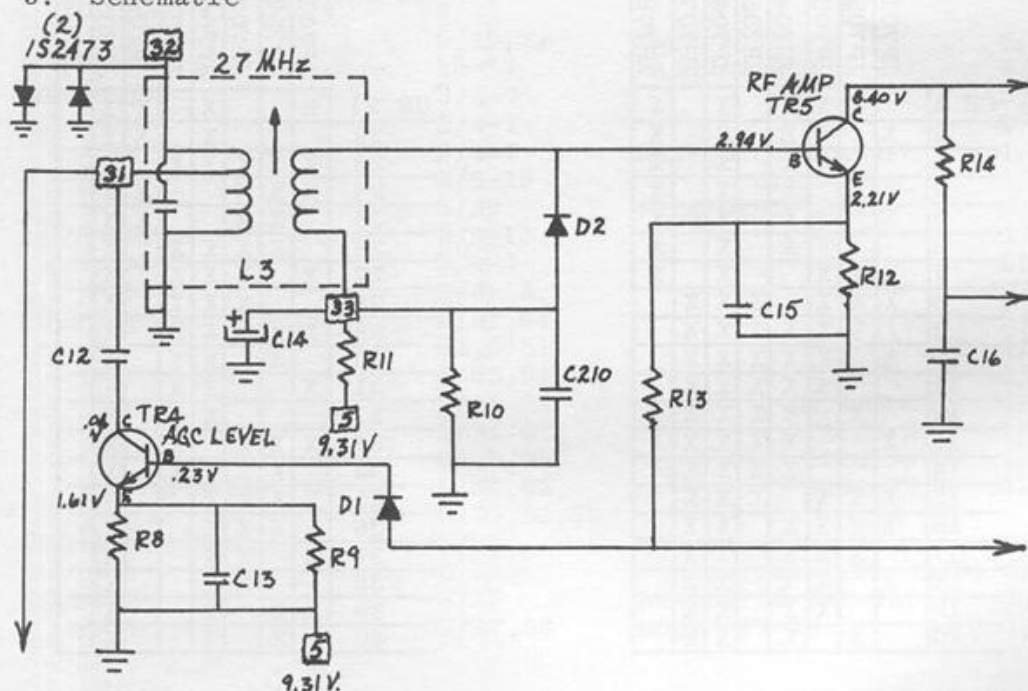 Schematic
(2)
1S2473
32
27 MHz
RF AMP
TR5
8.40V
C
2.94V.
B
E
2.21V
R14
31
D2
L3
R12
C15
33
+
C14
C12
R11
C210
R10
R13
C16
5
9.31V
TR4
C
AGC LEVEL
B
.23V
1.61V
E
D1
R8
C13
R9
5
9.31V.